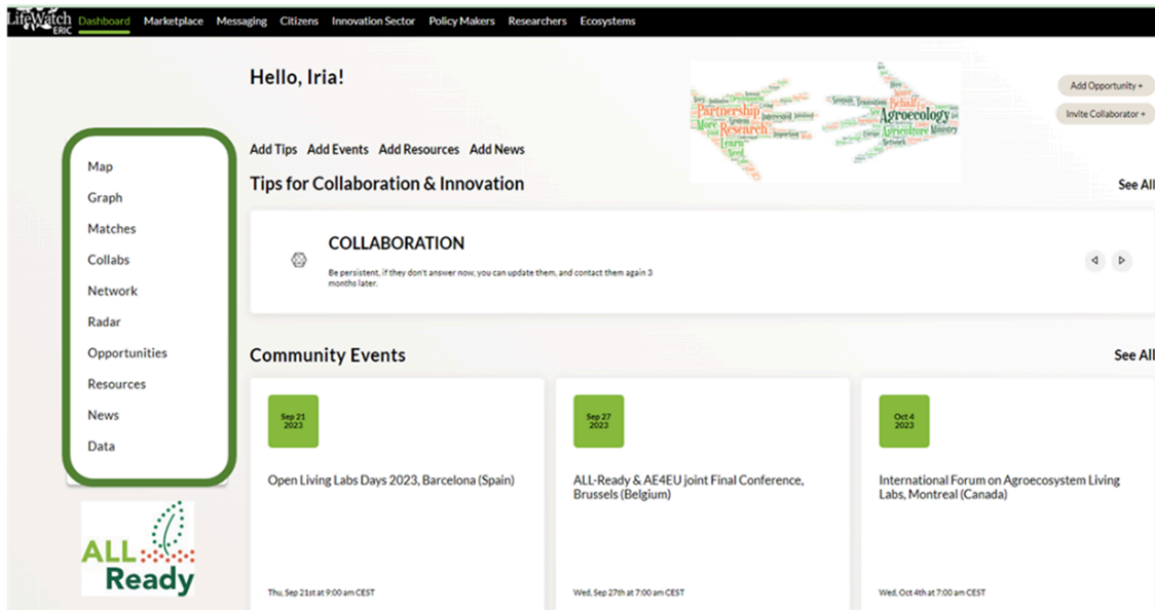 LifeWatch
ERIC
Dashboard Marketplace Messaging Citizens Innovation Sector Policy Makers Researchers Ecosystems
Hello, Iria!
Partnership
Research
More
Learn
Need
Agroecology
Agriculture
Behalf
Ministry
Network
Add Opportunity +
Invite Collaborator +
Add Tips Add Events Add Resources Add News
Tips for Collaboration & Innovation
See All
Map
Graph
Matches
Collabs
Network
Radar
Opportunities
Resources
News
Data
COLLABORATION
Be persistent, if they don't answer now, you can update them, and contact them again 3
months later.
Community Events
See All
Sep 21
2023
Open Living Labs Days 2023, Barcelona (Spain)
Thu, Sep 21st at 9:00 am CEST
Sep 27
2023
ALL-Ready & AE4EU joint Final Conference,
Brussels (Belgium)
Wed, Sep 27th at 7:00 am CEST
Oct 4
2023
International Forum on Agroecosystem Living
Labs, Montreal (Canada)
Wed, Oct 4th at 7:00 am CEST
ALL
Ready